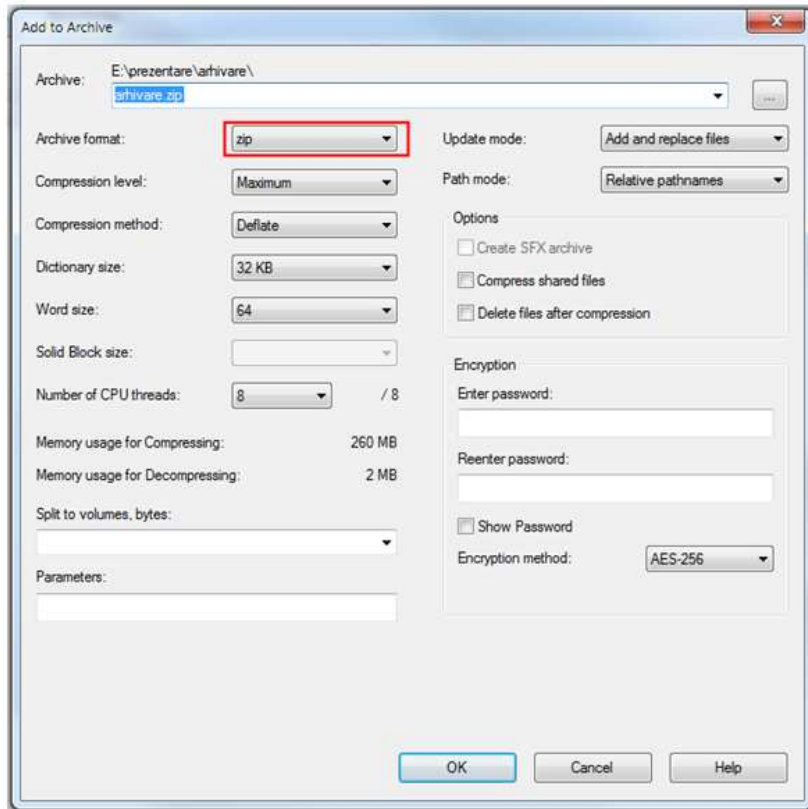 Add to Archive
Archive:
E:\prezentare\arhivare\
arhivare.zip
...
Archive format:
zip
Compression level:
Maximum
Compression method:
Deflate
Dictionary size:
32 KB
Word size:
64
Solid Block size:
Number of CPU threads:
8
/ 8
Memory usage for Compressing:
260 MB
Memory usage for Decompressing:
2 MB
Split to volumes, bytes:
Parameters:
Update mode:
Add and replace files
Path mode:
Relative pathnames
Options
Create SFX archive
Compress shared files
Delete files after compression
Encryption
Enter password:
Reenter password:
Show Password
Encryption method:
AES-256
OK
Cancel
Help